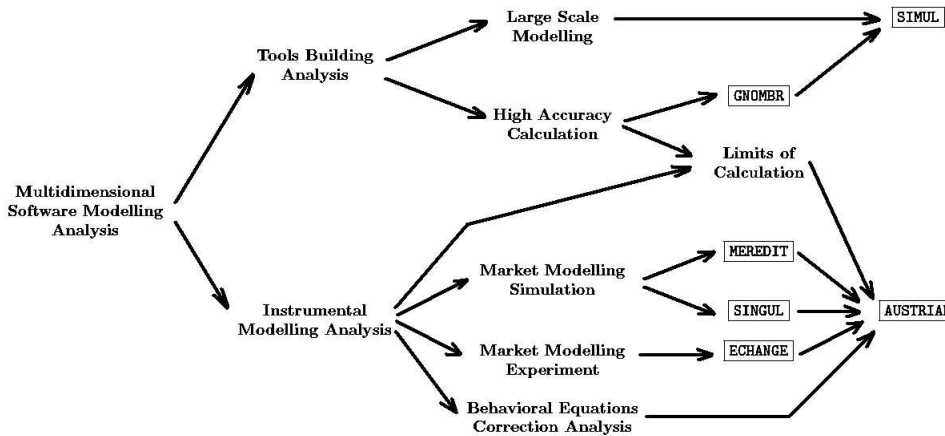 Large Scale
Modelling
SIMUL
Tools Building
Analysis
GNOMBR
High Accuracy
Calculation
Limits of
Calculation
Multidimensional
Software Modelling
Analysis
MEREDIT
Market Modelling
Simulation
Instrumental
Modelling Analysis
SINGUL
AUSTRIAN
Market Modelling
Experiment
ECHANGE
Behavioral Equations
Correction Analysis